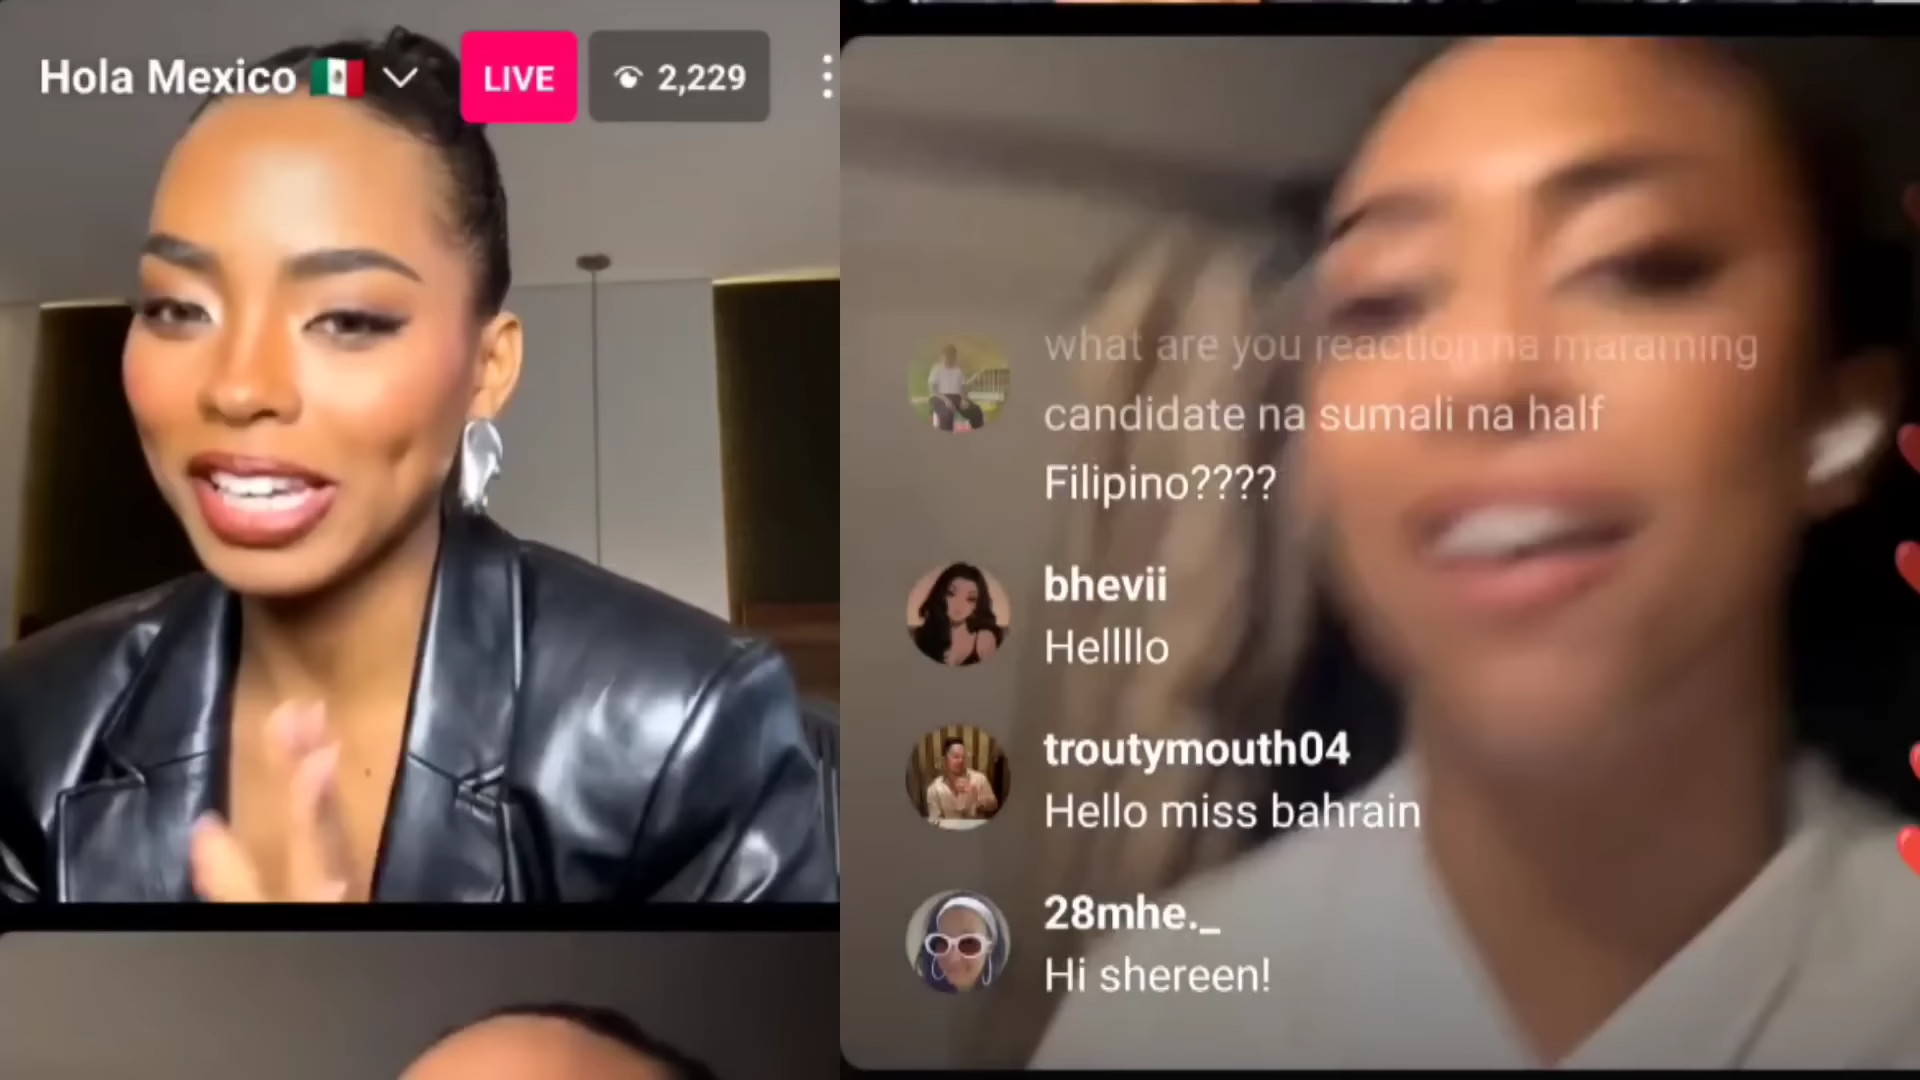 Hola Mexico
LIVE
2,229
what are you reaction na maraming
candidate na sumali na half
Filipino????
bhevii
Hellllo
troutymouth04
Hello miss bahrain
28mhe._
Hi shereen!